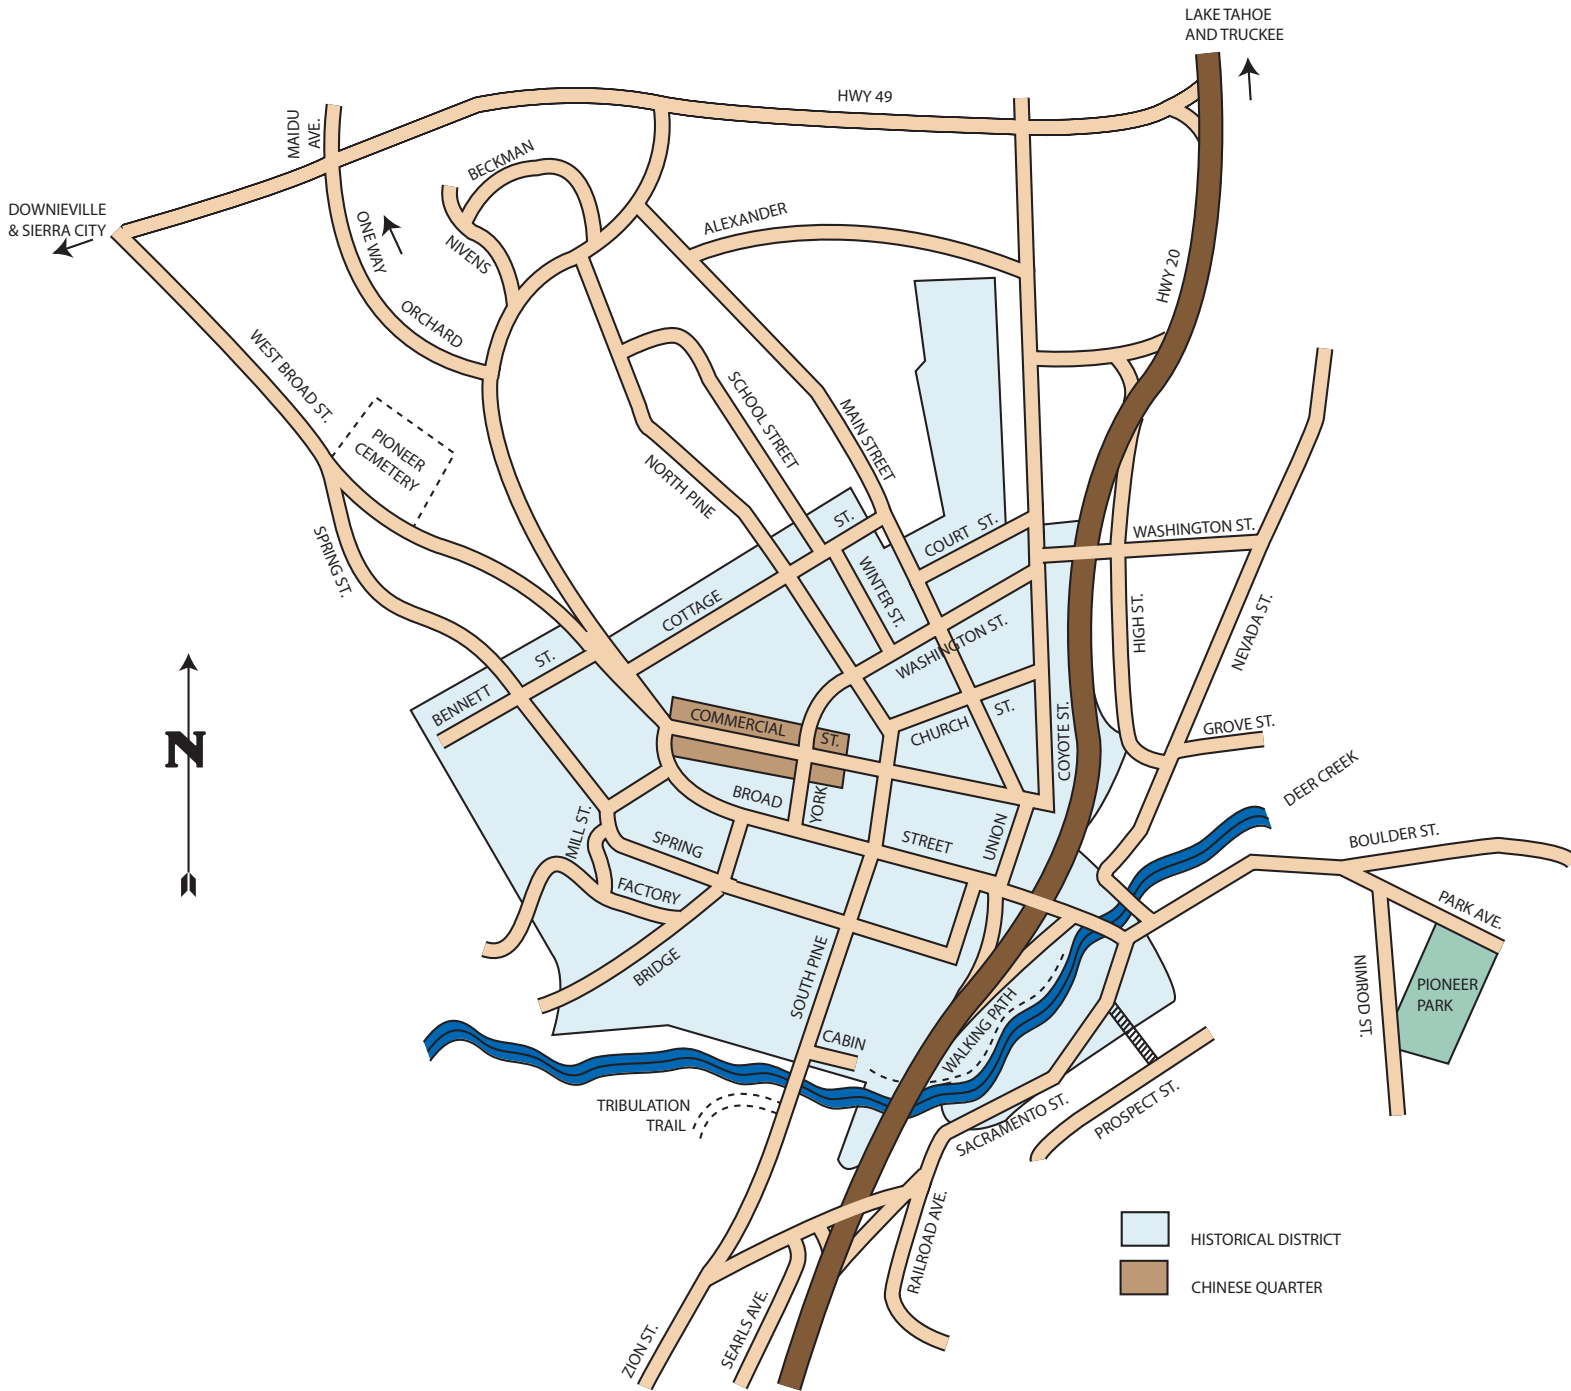 LAKE TAHOE
AND TRUCKEE
HWY 49
MAIDU
AVE.
BECKMAN
DOWNIEVILLE
& SIERRA CITY
ONE WAY
NIVENS
ALEXANDER
HWY 20
ORCHARD
WEST BROAD ST.
SCHOOL STREET
MAIN STREET
PIONEER
CEMETERY
NORTH PINE
SPRING ST.
ST.
COURT ST.
WASHINGTON ST.
WINTER ST.
COTTAGE
HIGH ST.
NEVADA ST.
WASHINGTON ST.
BENNETT ST.
COMMERCIAL
ST.
CHURCH ST.
COYOTE ST.
GROVE ST.
N
DEER CREEK
BROAD
YORK
STREET
UNION
MILL ST.
SPRING
BOULDER ST.
FACTORY
PARK AVE.
BRIDGE
SOUTH PINE
NIMROD ST.
PIONEER
PARK
WALKING PATH
CABIN
TRIBULATION
TRAIL
SACRAMENTO ST.
PROSPECT ST.
RAILROAD AVE.
HISTORICAL DISTRICT
CHINESE QUARTER
ZION ST.
SEARLS AVE.